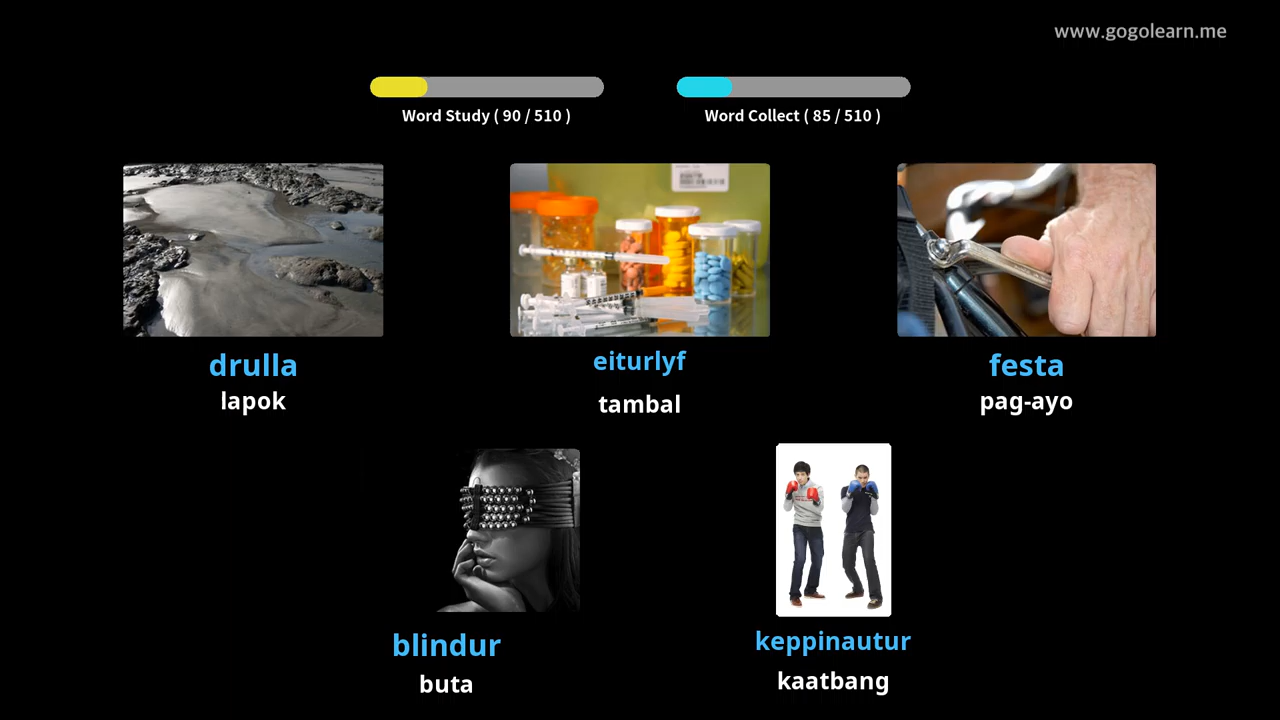 www.gogolearn.me
Word Study ( 90 / 510 )
Word Collect ( 85 / 510 )
drulla
lapok
eiturlyf
tambal
festa
pag-ayo
blindur
buta
keppinautur
kaatbang